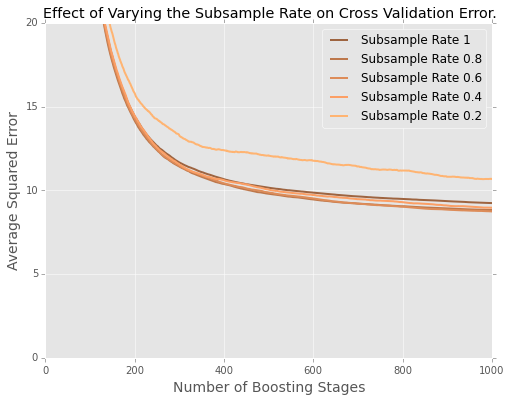 Effect of Varying the Subsample Rate on Cross Validation Error.
20
15
10
5
0
Average Squared Error
Subsample Rate 1
Subsample Rate 0.8
Subsample Rate 0.6
Subsample Rate 0.4
Subsample Rate 0.2
0 200 400 600 800 1000
Number of Boosting Stages